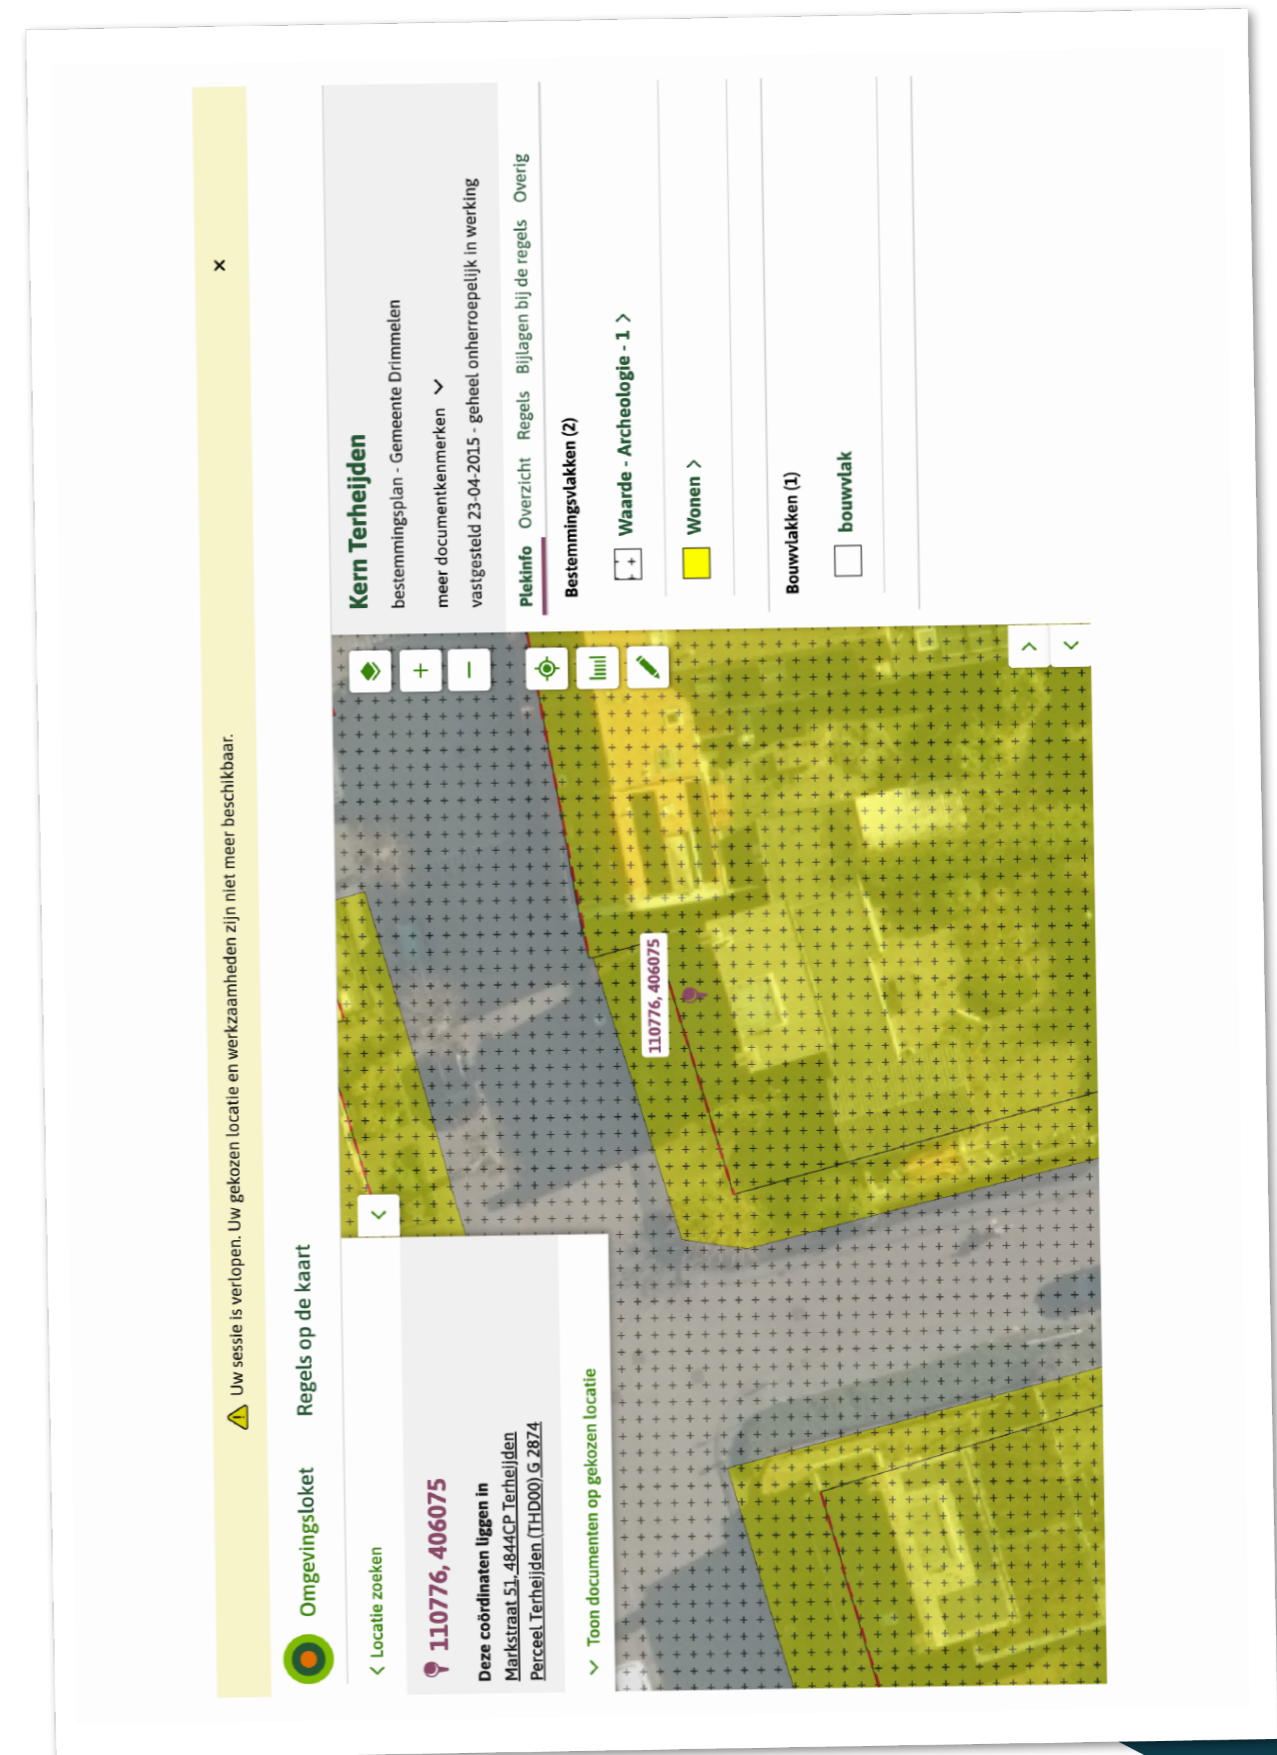 Uw sessie is verlopen. Uw gekozen locatie en werkzaamheden zijn niet meer beschikbaar.
×
Omgevingsloket
Regels op de kaart
Locatie zoeken
110776, 406075
Deze coördinaten liggen in
Markstraat 51, 4844CP Terheijden
Perceel Terheijden (THD00) G 2874
Toon documenten op gekozen locatie
110776, 406075
Kern Terheijden
bestemmingsplan - Gemeente Drimmelen
meer documentkenmerken
vastgesteld 23-04-2015 - geheel onherroepelijk in werking
Plekinfo Overzicht Regels Bijlagen bij de regels Overig
Bestemmingsvlakken (2)
Waarde - Archeologie - 1 >
Wonen >
Bouwvlakken (1)
bouwvlak